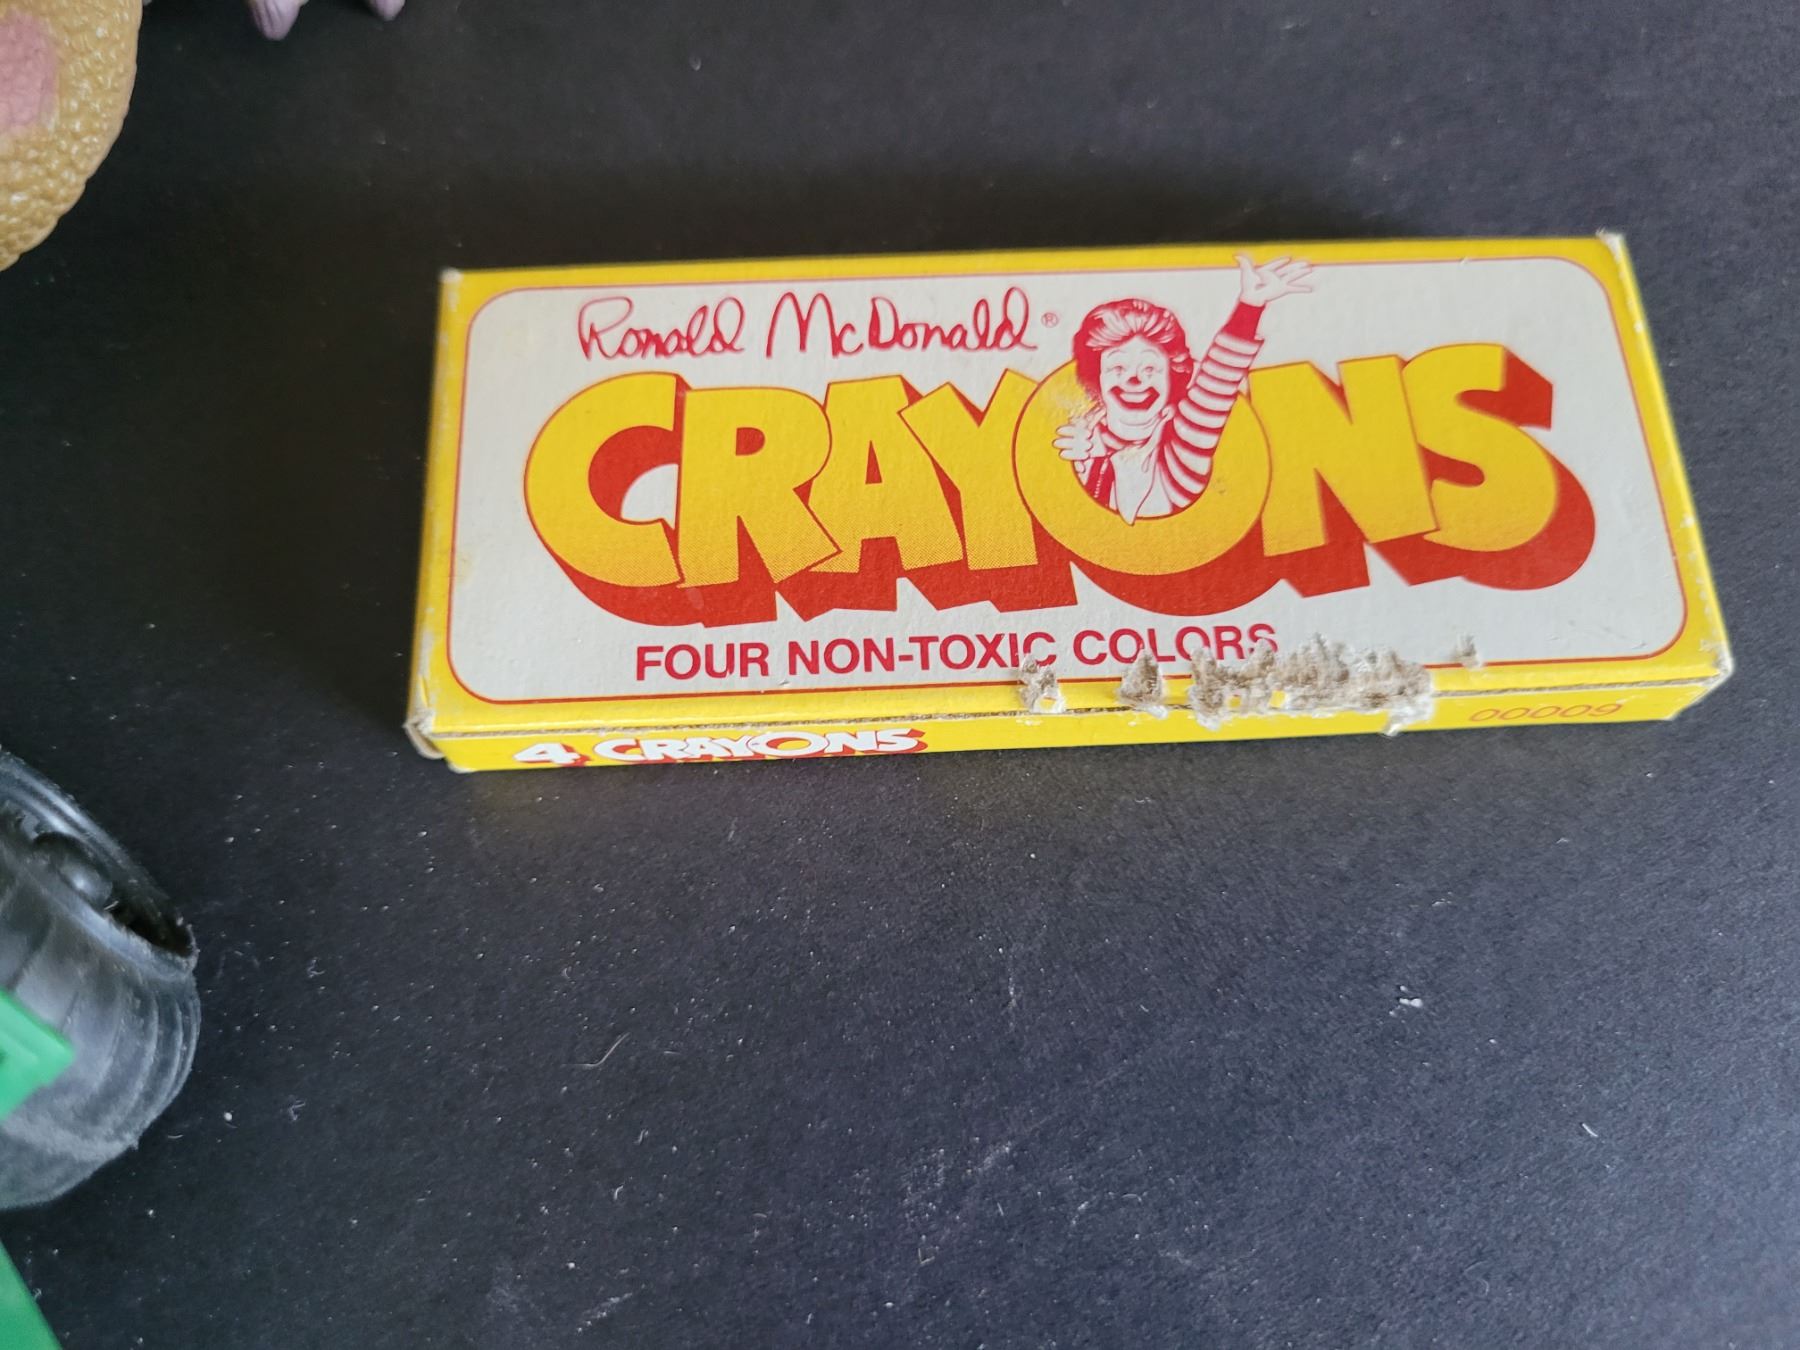 Ronald McDonald®
CRAYONS
FOUR NON-TOXIC COLORS
4 CRAYONS
00009